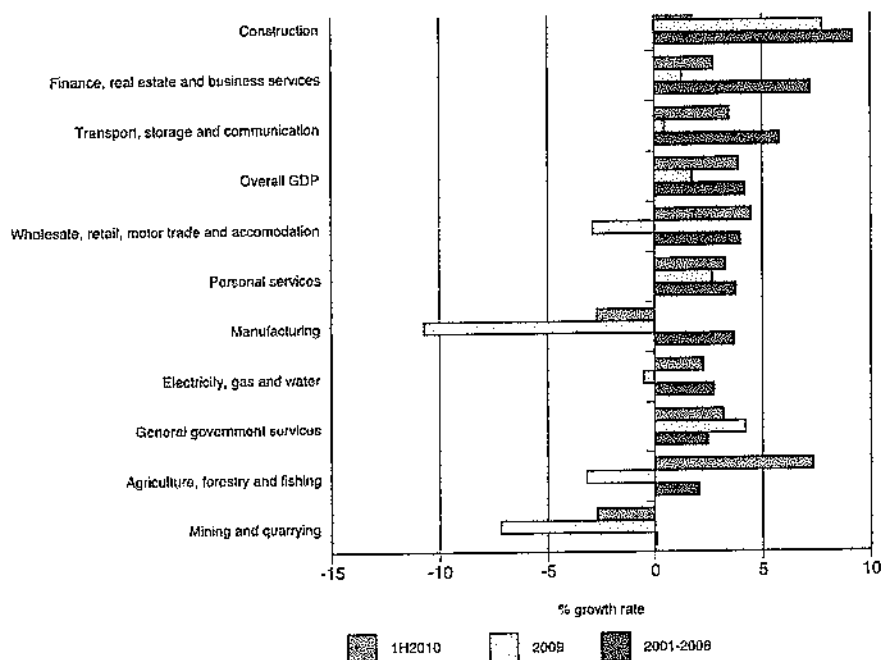 Construction
Finance, real estate and business services
Transport, storage and communication
Overall GDP
Wholesale, retail, motor trade and accomodation
Personal services
Manufacturing
Electricity, gas and water
General government services
Agriculture, forestry and fishing
Mining and quarrying
-15 -10 -5 0 5 10
% growth rate
1H2010 2009 2001-2008